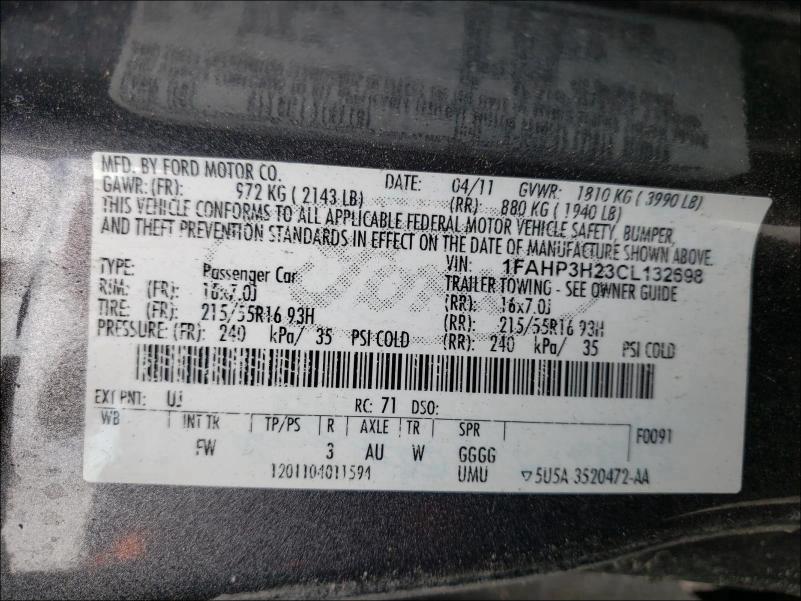 MFD. BY FORD MOTOR CO. DATE: 04/11 GVWR: 1810 KG (3990 LB)
GAWR: (FR): 972 KG (2143 LB) (RR): 880 KG (1940 LB)
THIS VEHICLE CONFORMS TO ALL APPLICABLE FEDERAL MOTOR VEHICLE SAFETY, BUMPER,
AND THEFT PREVENTION STANDARDS IN EFFECT ON THE DATE OF MANUFACTURE SHOWN ABOVE.
VIN: 1FAHP3H23CL132698
TYPE: Passenger Car TRAILER TOWING - SEE OWNER GUIDE
RIM: (FR): 16x7.0J (RR): 16x7.0J
TIRE: (FR): 215/55R16 93H (RR): 215/55R16 93H
PRESSURE: (FR): 240 kPa/ 35 PSI COLD (RR): 240 kPa/ 35 PSI COLD
EXT PNT: UJ RC: 71 DSO:
WB INT TR TP/PS R AXLE TR SPR F0091
FW 3 AU W GGGG
1201104011594 UMU ▽5U5A 3520472-AA